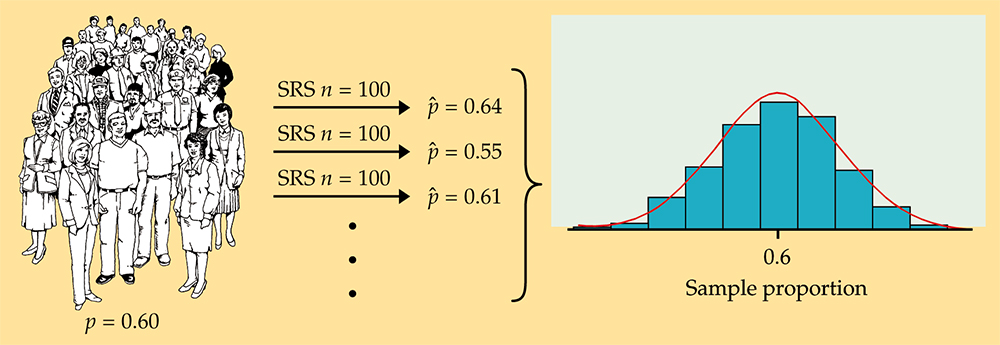 SRS n = 100
p̂ = 0.64
SRS n = 100
p̂ = 0.55
SRS n = 100
p̂ = 0.61
p = 0.60
0.6
Sample proportion